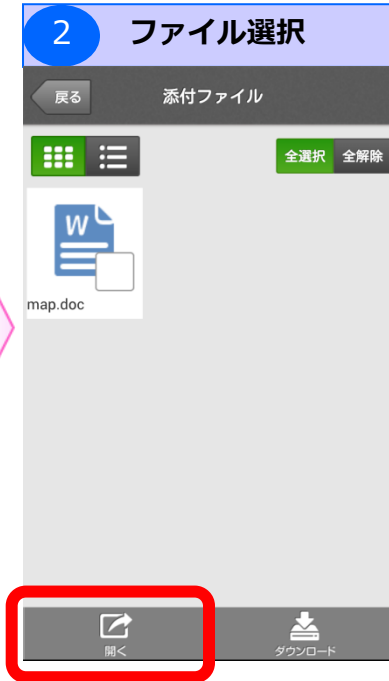 2 ファイル選択
戻る 添付ファイル
全選択 全解除
W
map.doc
開く ダウンロード